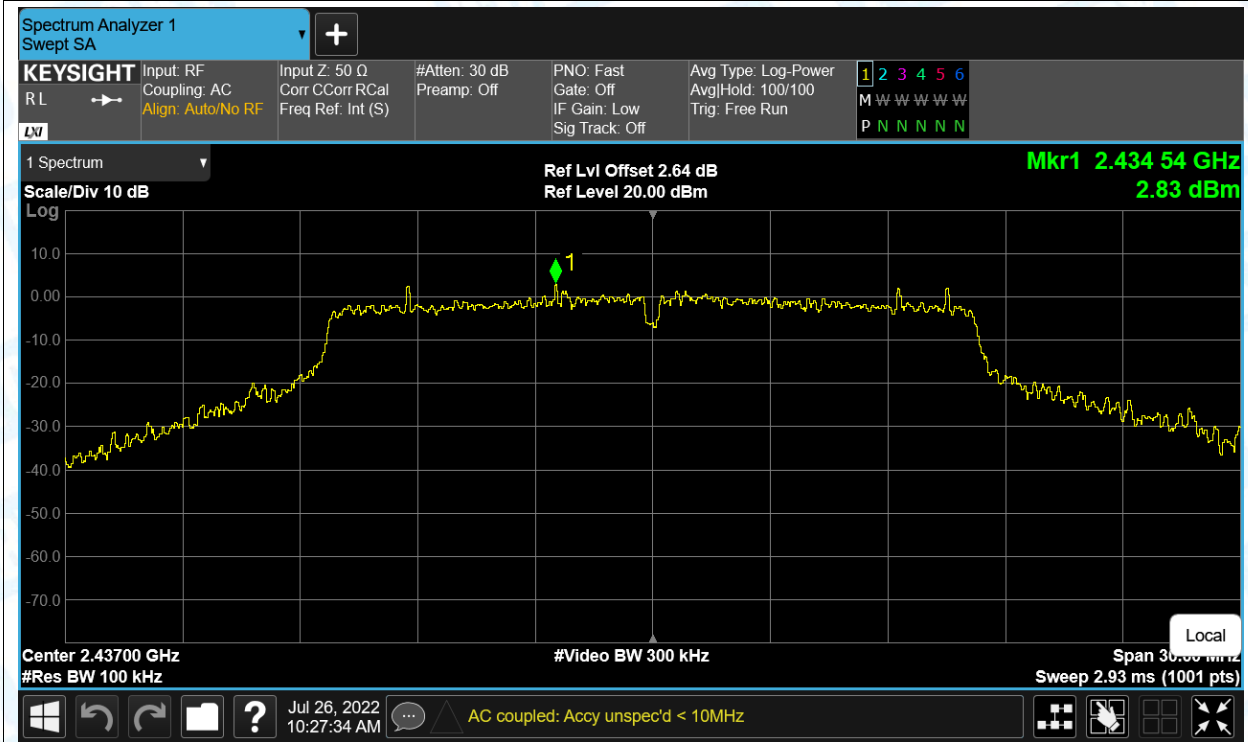 Spectrum Analyzer 1
Swept SA
KEYSIGHT
R L
LXI
Input: RF
Coupling: AC
Align: Auto/No RF
Input Z: 50 Ω
Corr CCorr RCal
Freq Ref: Int (S)
#Atten: 30 dB
Preamp: Off
PNO: Fast
Gate: Off
IF Gain: Low
Sig Track: Off
Avg Type: Log-Power
Avg|Hold: 100/100
Trig: Free Run
1 2 3 4 5 6
M W W W W W
P N N N N N N
1 Spectrum
Scale/Div 10 dB
Log
Ref Lvl Offset 2.64 dB
Ref Level 20.00 dBm
Mkr1 2.434 54 GHz
2.83 dBm
1
10.0
0.00
-10.0
-20.0
-30.0
-40.0
-50.0
-60.0
-70.0
Local
Center 2.43700 GHz
#Video BW 300 kHz
Span 30.00 MHz
#Res BW 100 kHz
Sweep 2.93 ms (1001 pts)
?
Jul 26, 2022
10:27:34 AM
AC coupled: Accy unspec'd < 10MHz